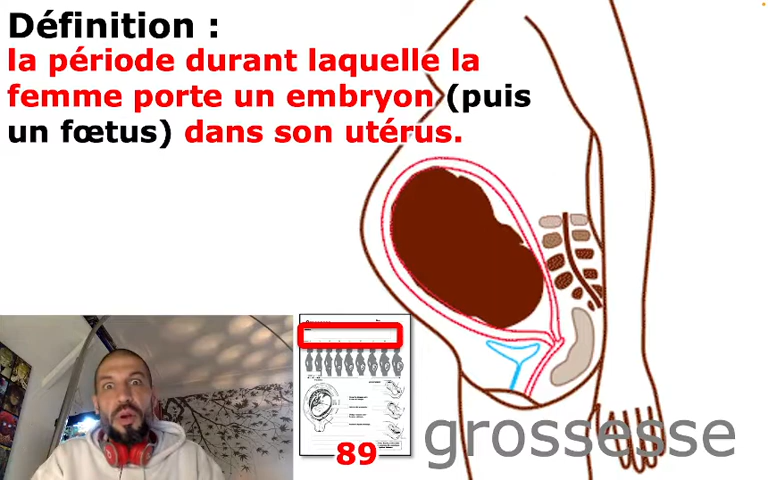 Définition :
la période durant laquelle la
femme porte un embryon (puis
un fœtus) dans son utérus.
89
grossesse